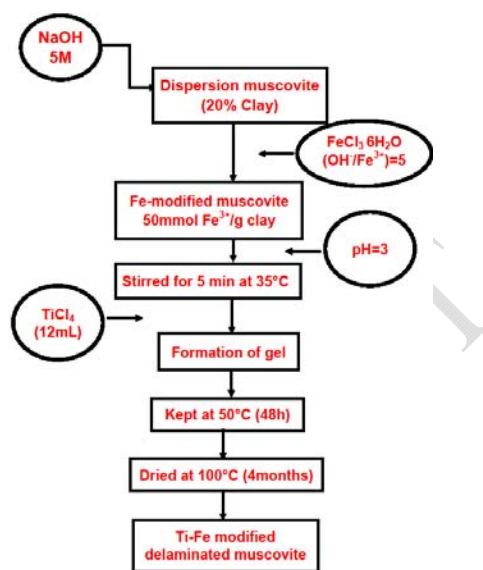 NaOH
5M
Dispersion muscovite
(20% Clay)
FeCl₃ 6H₂O
(OH⁻/Fe³⁺)=5
Fe-modified muscovite
50mmol Fe³⁺/g clay
pH=3
Stirred for 5 min at 35°C
TiCl₄
(12mL)
Formation of gel
Kept at 50°C (48h)
Dried at 100°C (4months)
Ti-Fe modified
delaminated muscovite